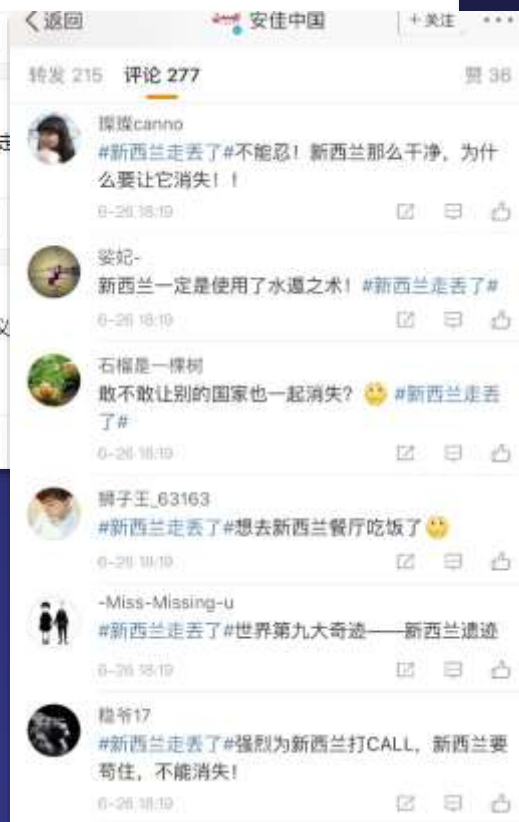 返回
安佳中国
+关注
转发 215 评论 277 赞 36
璨璨canno
#新西兰走丢了#不能忍！新西兰那么干净，为什
么要让它消失！！
6-26 18:19
娑妃-
新西兰一定是使用了水遁之术！#新西兰走丢了#
6-26 18:19
石榴是一棵树
敢不敢让别的国家也一起消失？ #新西兰走丢
了#
6-26 18:19
狮子王_63163
#新西兰走丢了#想去新西兰餐厅吃饭了
6-26 18:19
-Miss-Missing-u
#新西兰走丢了#世界第九大奇迹——新西兰遗迹
6-26 18:19
稳爷17
#新西兰走丢了#强烈为新西兰打CALL，新西兰要
苟住，不能消失！
6-26 18:19